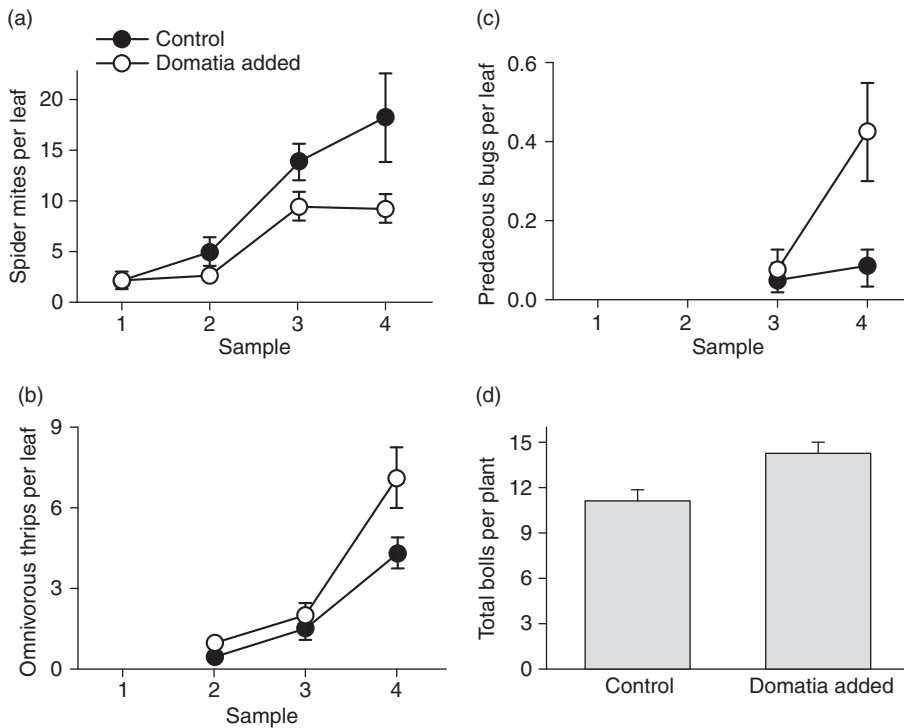 (a)
Control
Domatia added
Spider mites per leaf
20
15
10
5
0
1 2 3 4
Sample
(c)
Predaceous bugs per leaf
0.6
0.4
0.2
0.0
1 2 3 4
Sample
(b)
Omnivorous thrips per leaf
9
6
3
0
1 2 3 4
Sample
(d)
Total bolls per plant
15
12
9
6
3
0
Control Domatia added